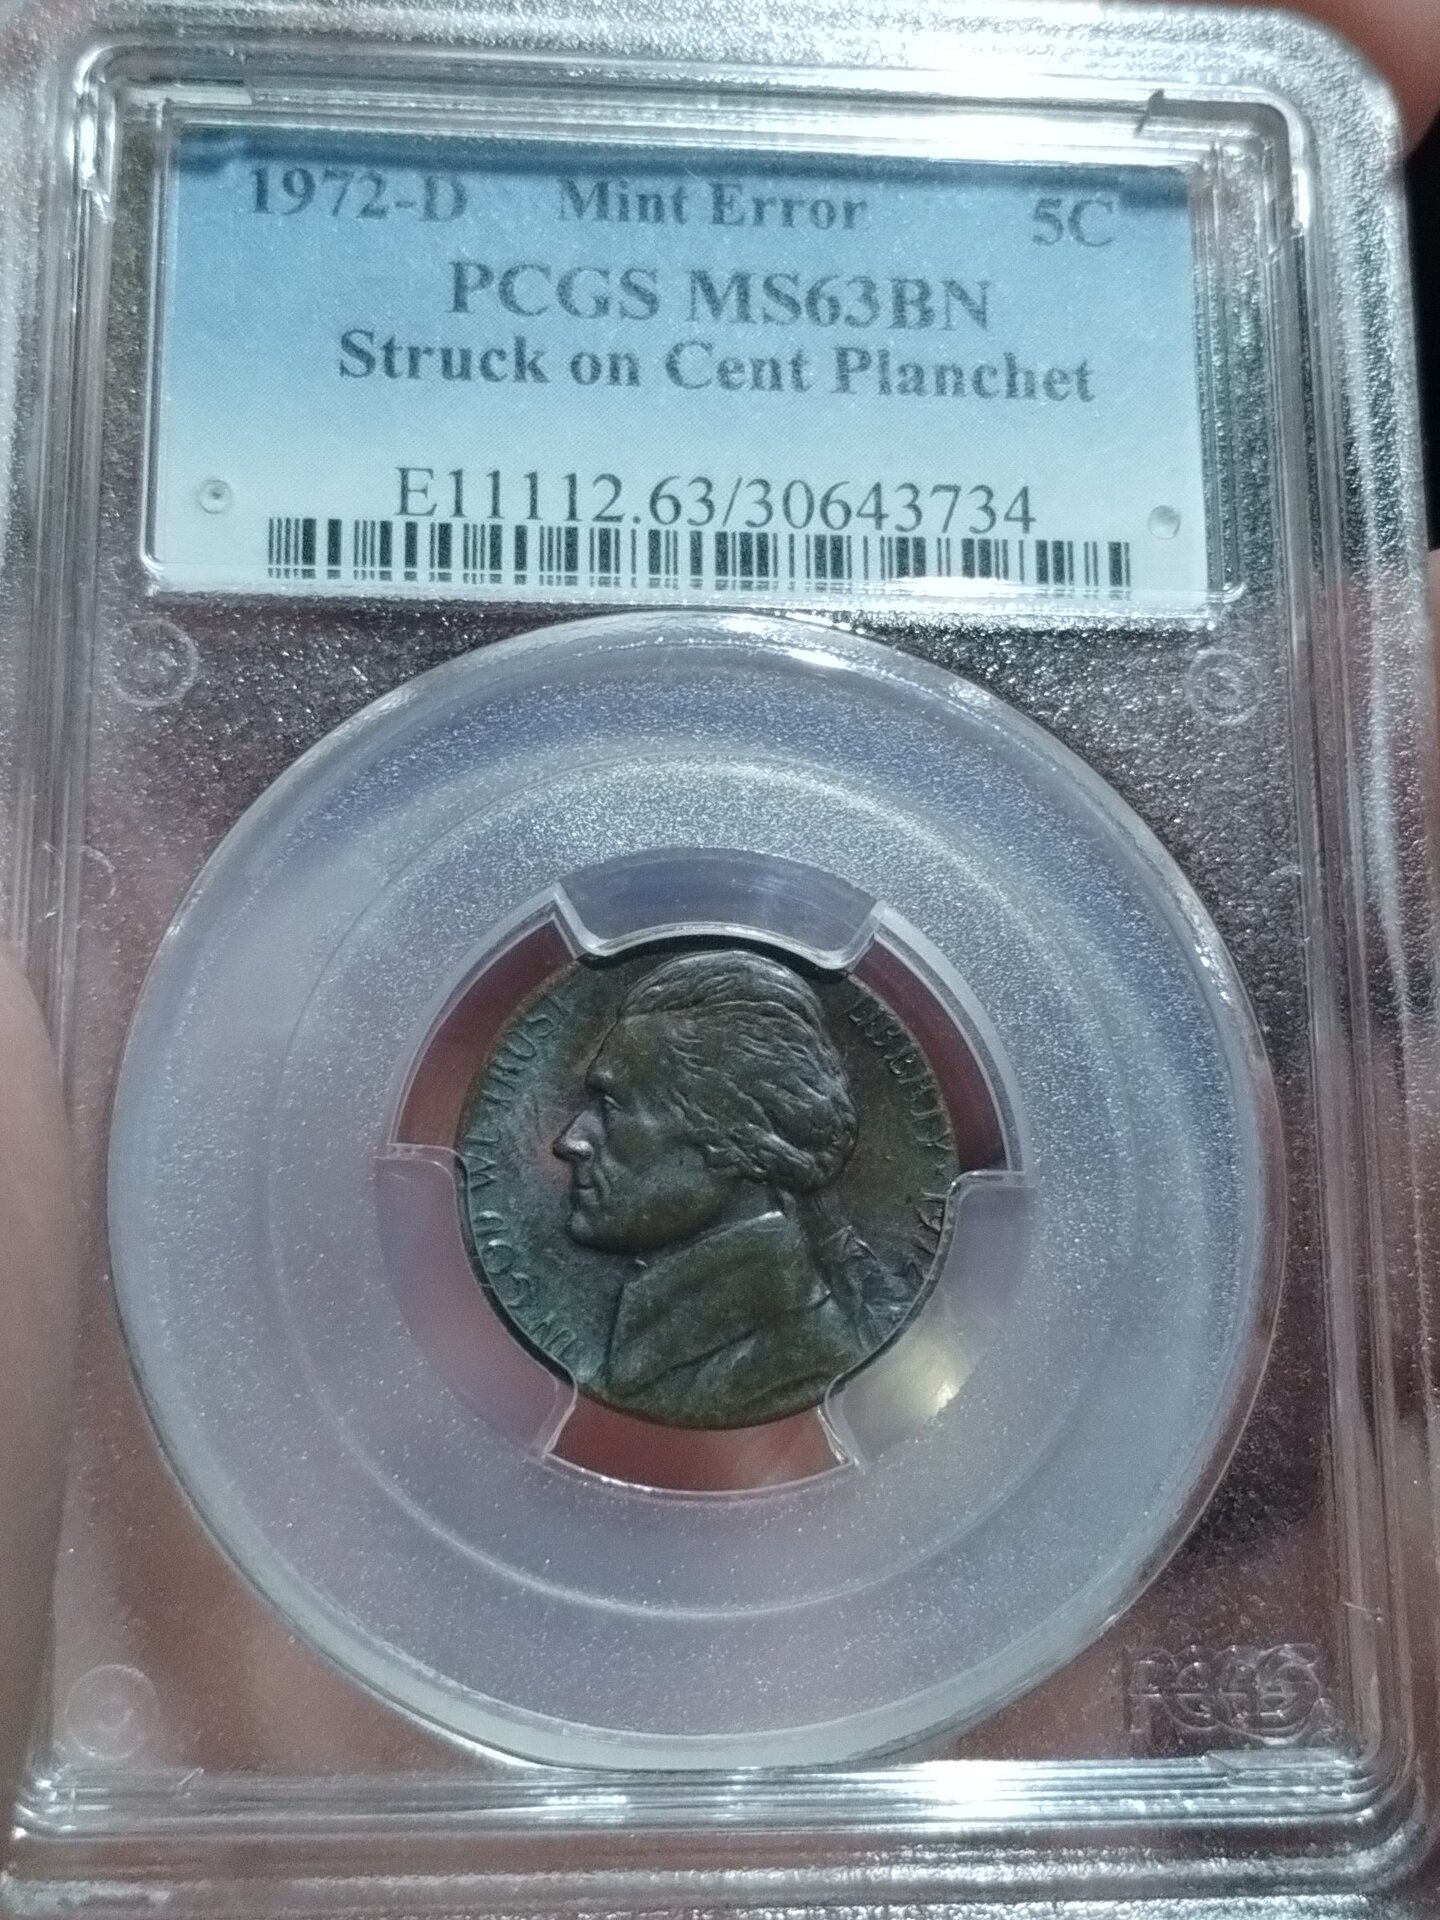 1972-D Mint Error 5C
PCGS MS63BN
Struck on Cent Planchet
E11112.63/30643734
IN GOD WE TRUST
LIBERTY ★ 1972
PCGS